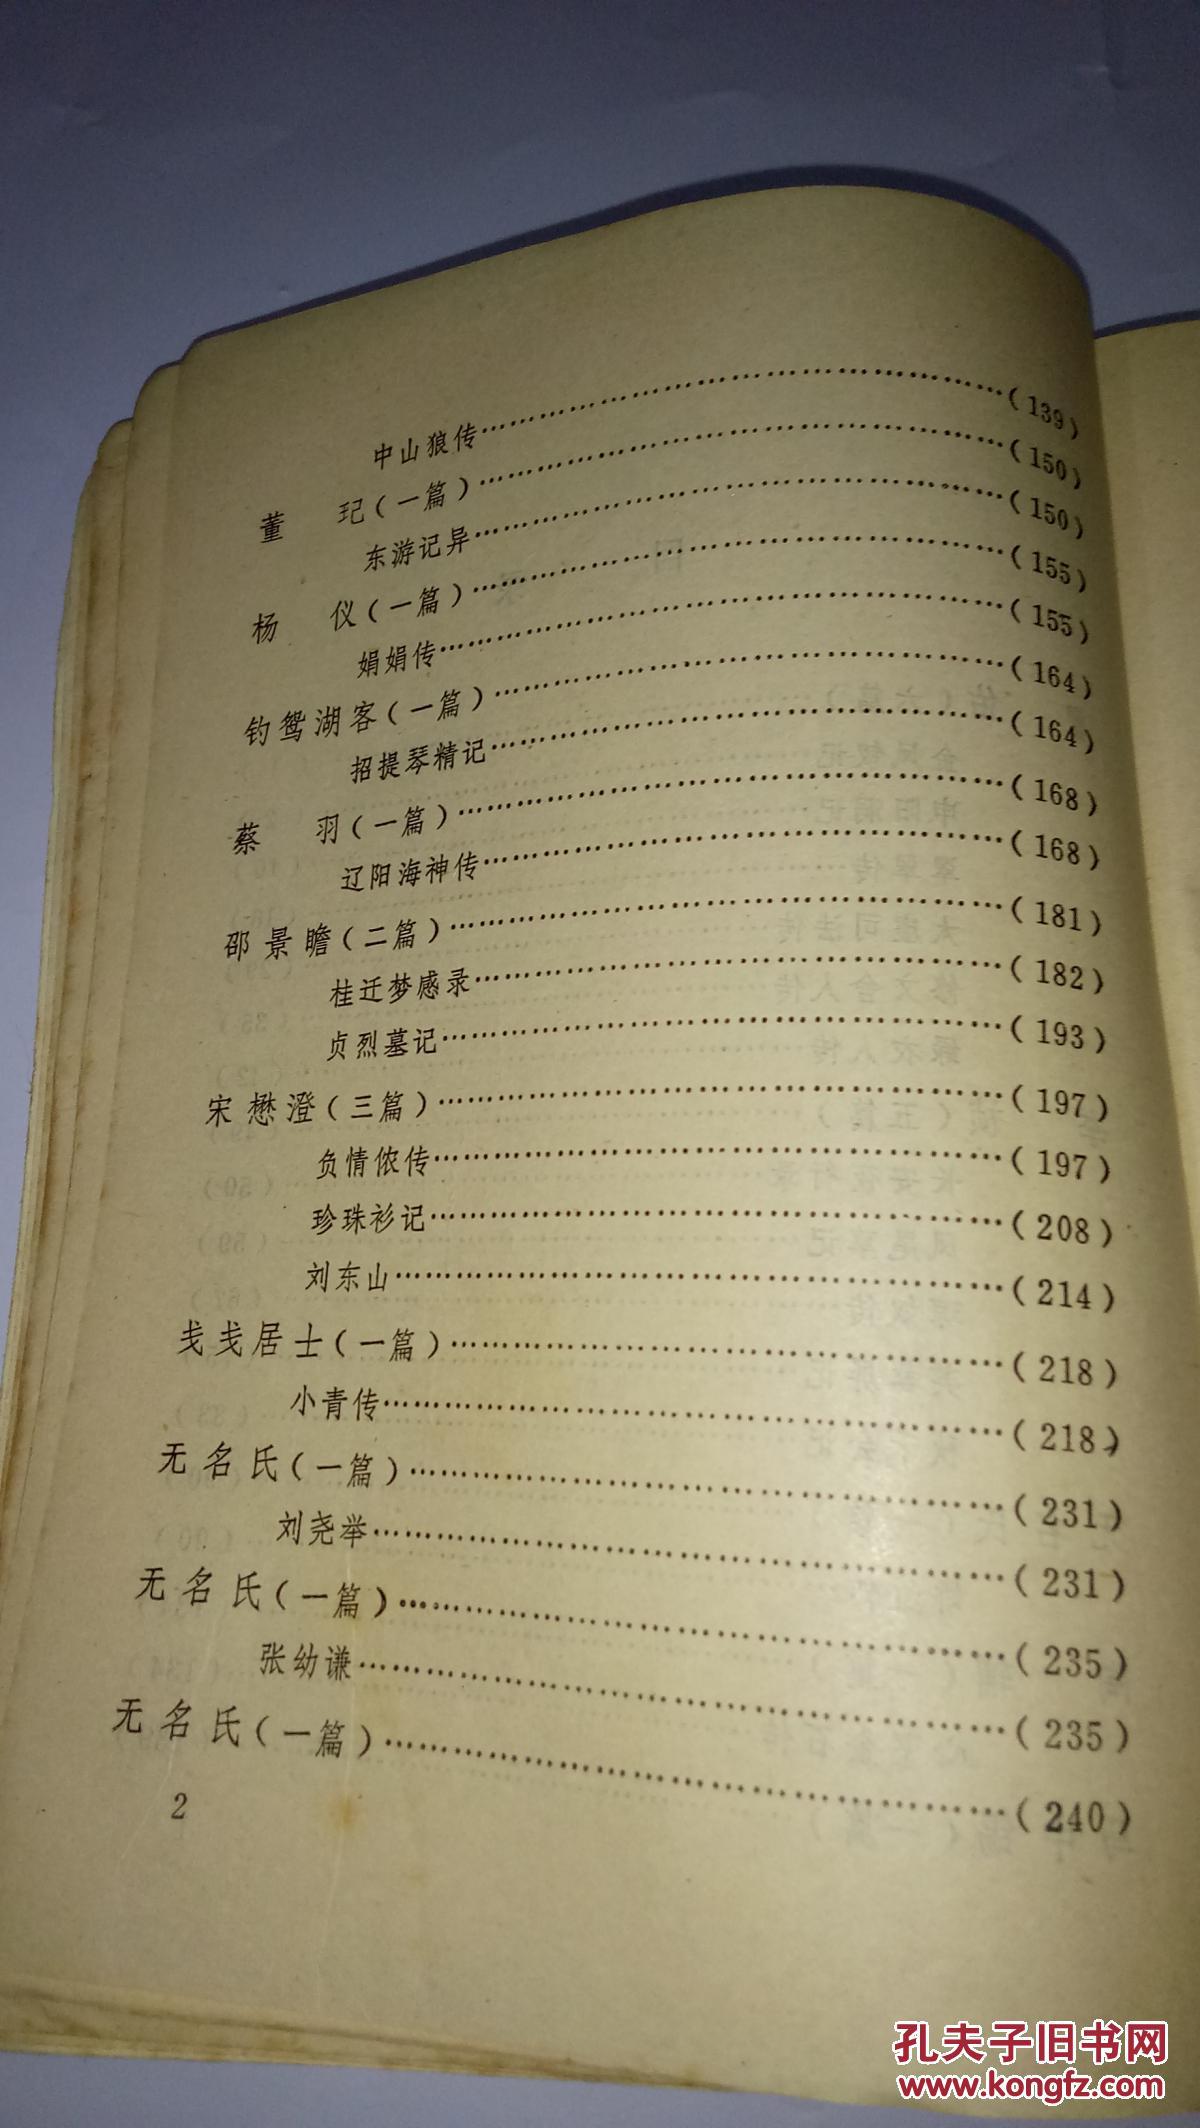 中山狼传……(139)
董 玘(一篇)……(150)
东游记异……(150)
杨 仪(一篇)……(155)
娟娟传……(155)
钓鸳湖客(一篇)……(164)
招提琴精记……(164)
蔡 羽(一篇)……(168)
辽阳海神传……(168)
邵景瞻(二篇)……(181)
桂迁梦感录……(182)
贞烈墓记……(193)
宋懋澄(三篇)……(197)
负情侬传……(197)
珍珠衫记……(208)
刘东山……(214)
戋戋居士(一篇)……(218)
小青传……(218)
无名氏(一篇)……(231)
刘尧举……(231)
无名氏(一篇)……(235)
张幼谦……(235)
无名氏(一篇)……(240)
2
孔夫子旧书网
www.kongfz.com